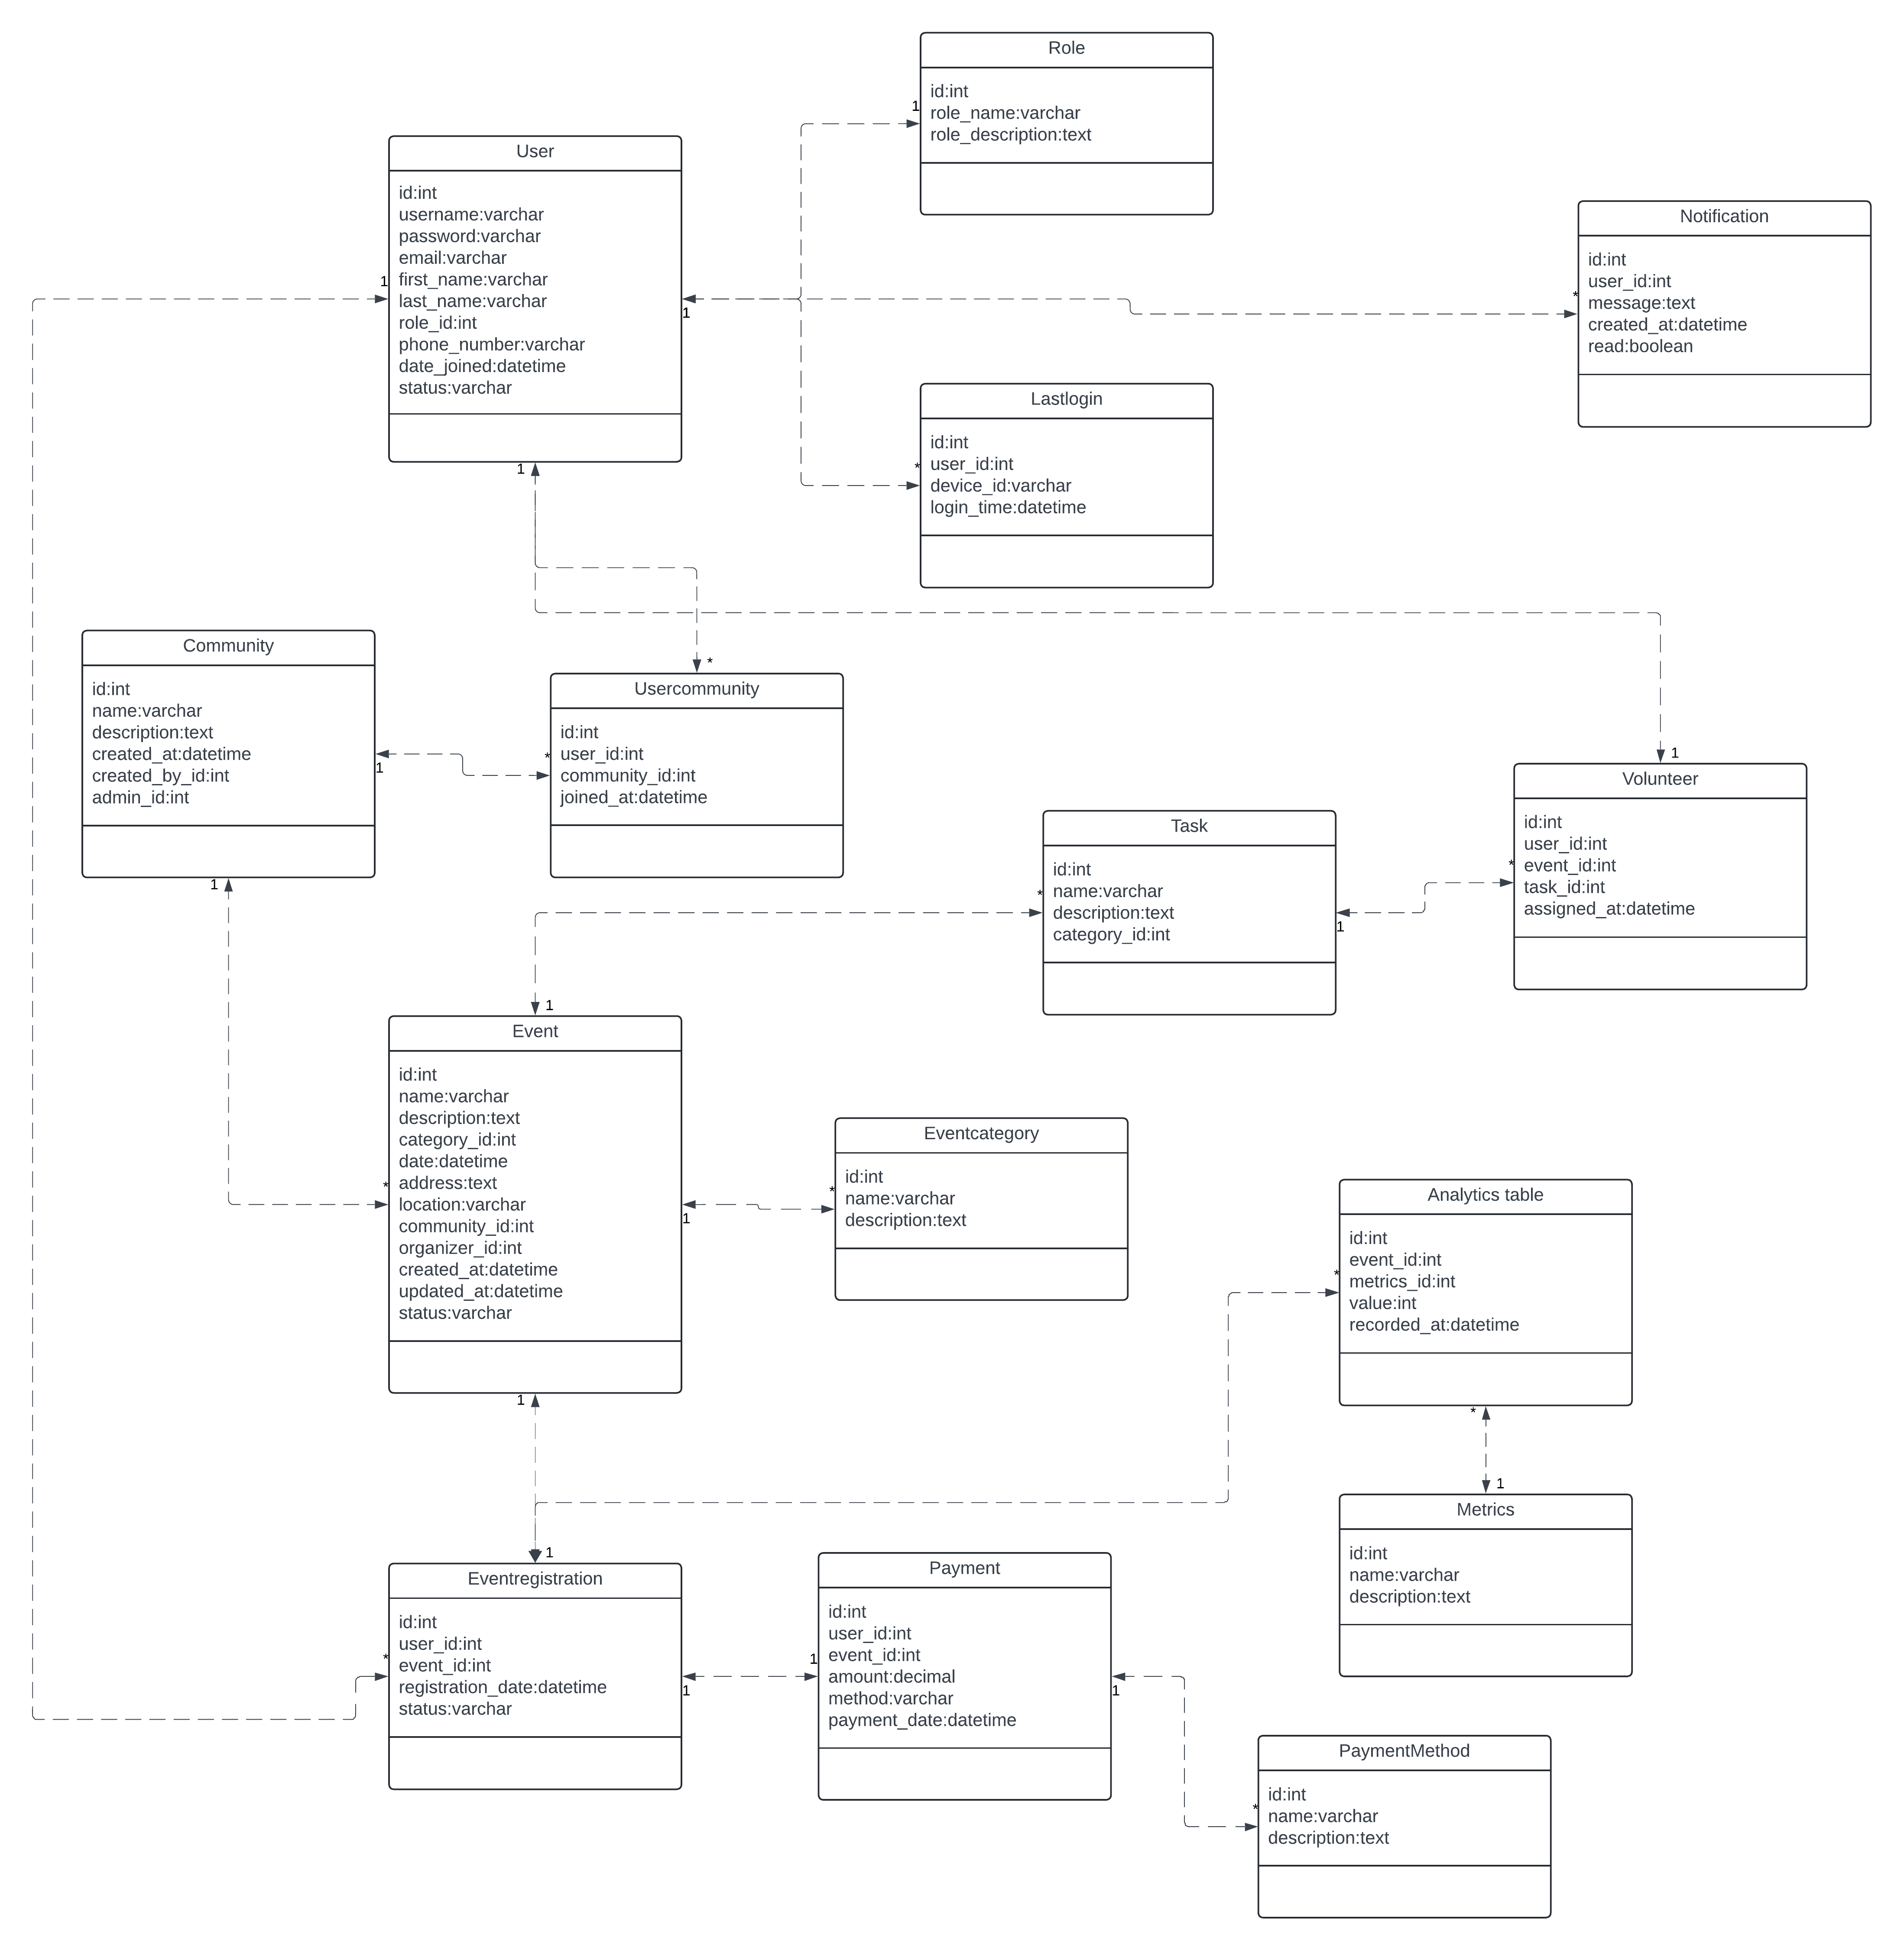 Role
id:int
role_name:varchar
role_description:text
1
User
id:int
username:varchar
password:varchar
email:varchar
first_name:varchar
last_name:varchar
role_id:int
phone_number:varchar
date_joined:datetime
status:varchar
1
1
1
Notification
id:int
user_id:int
message:text
created_at:datetime
read:boolean
*
Lastlogin
id:int
user_id:int
device_id:varchar
login_time:datetime
*
Community
id:int
name:varchar
description:text
created_at:datetime
created_by_id:int
admin_id:int
1
1
Usercommunity
id:int
user_id:int
community_id:int
joined_at:datetime
*
*
Volunteer
id:int
user_id:int
event_id:int
task_id:int
assigned_at:datetime
1
*
Task
id:int
name:varchar
description:text
category_id:int
*
1
Event
id:int
name:varchar
description:text
category_id:int
date:datetime
address:text
location:varchar
community_id:int
organizer_id:int
created_at:datetime
updated_at:datetime
status:varchar
1
*
1
1
Eventcategory
id:int
name:varchar
description:text
*
Analytics table
id:int
event_id:int
metrics_id:int
value:int
recorded_at:datetime
*
*
Metrics
id:int
name:varchar
description:text
1
Eventregistration
id:int
user_id:int
event_id:int
registration_date:datetime
status:varchar
1
*
1
Payment
id:int
user_id:int
event_id:int
amount:decimal
method:varchar
payment_date:datetime
1
1
PaymentMethod
id:int
name:varchar
description:text
*